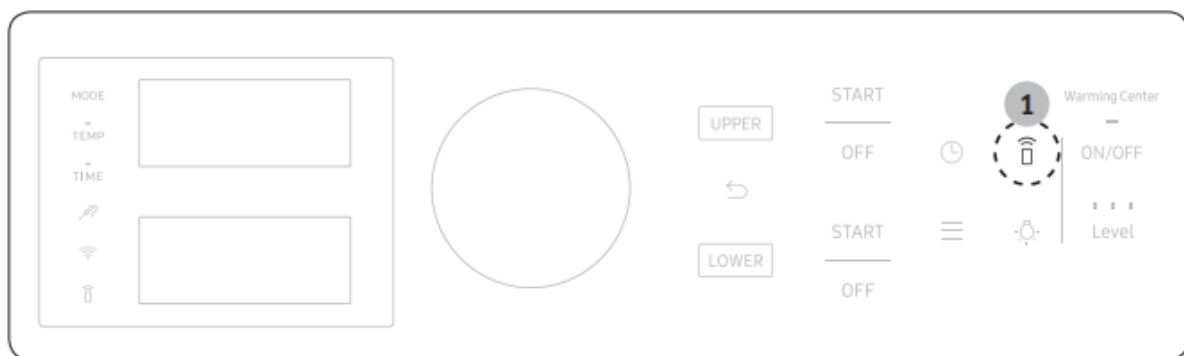 MODE
TEMP
TIME
UPPER
LOWER
START
OFF
START
OFF
1
Warming Center
ON/OFF
Level